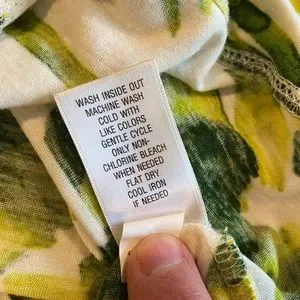 WASH INSIDE OUT
MACHINE WASH
COLD WITH
LIKE COLORS
GENTLE CYCLE
ONLY NON-
CHLORINE BLEACH
WHEN NEEDED
FLAT DRY
COOL IRON
IF NEEDED